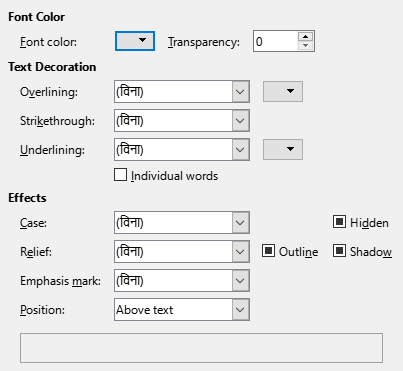 Font Color
Font color: Transparency: 0
Text Decoration
Overlining: (विना)
Strikethrough: (विना)
Underlining: (विना)
Individual words
Effects
Case: (विना) Hidden
Relief: (विना) Outline Shadow
Emphasis mark: (विना)
Position: Above text